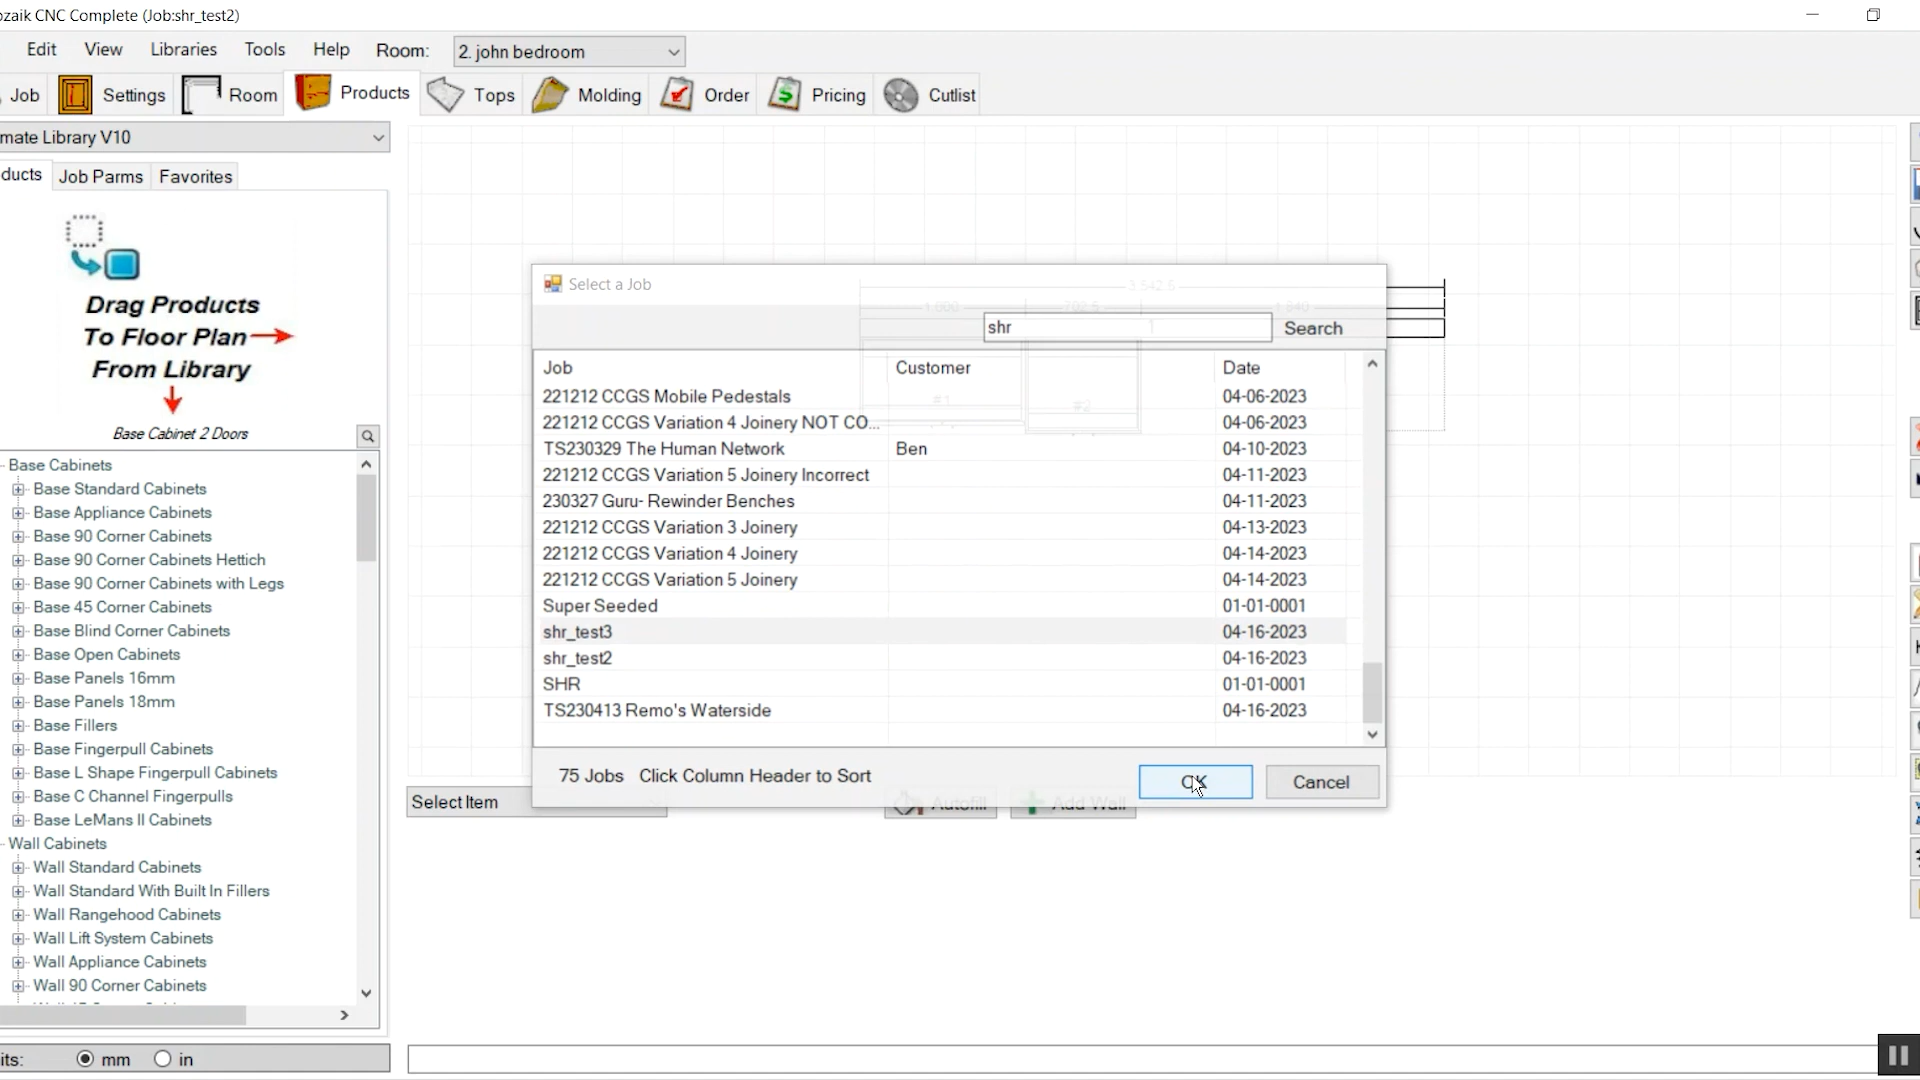 ozaik CNC Complete (Job:shr_test2)
Edit View Libraries Tools Help Room: 2. john bedroom
Job Settings Room Products Tops Molding Order Pricing Cutlist
mate Library V10
ducts Job Parms Favorites
Drag Products
To Floor Plan
From Library
Base Cabinet 2 Doors
Base Cabinets
Base Standard Cabinets
Base Appliance Cabinets
Base 90 Corner Cabinets
Base 90 Corner Cabinets Hettich
Base 90 Corner Cabinets with Legs
Base 45 Corner Cabinets
Base Blind Corner Cabinets
Base Open Cabinets
Base Panels 16mm
Base Panels 18mm
Base Fillers
Base Fingerpull Cabinets
Base L Shape Fingerpull Cabinets
Base C Channel Fingerpulls
Base LeMans II Cabinets
Wall Cabinets
Wall Standard Cabinets
Wall Standard With Built In Fillers
Wall Rangehood Cabinets
Wall Lift System Cabinets
Wall Appliance Cabinets
Wall 90 Corner Cabinets
its: mm in
Select a Job
3,542.5
702.5
shr Search
Job Customer Date
221212 CCGS Mobile Pedestals 04-06-2023
#1
#2
221212 CCGS Variation 4 Joinery NOT CO... 04-06-2023
TS230329 The Human Network Ben 04-10-2023
221212 CCGS Variation 5 Joinery Incorrect 04-11-2023
230327 Guru- Rewinder Benches 04-11-2023
221212 CCGS Variation 3 Joinery 04-13-2023
221212 CCGS Variation 4 Joinery 04-14-2023
221212 CCGS Variation 5 Joinery 04-14-2023
Super Seeded 01-01-0001
shr_test3 04-16-2023
shr_test2 04-16-2023
SHR 01-01-0001
TS230413 Remo's Waterside 04-16-2023
75 Jobs Click Column Header to Sort
OK Cancel
Select Item Autofill Add Wall